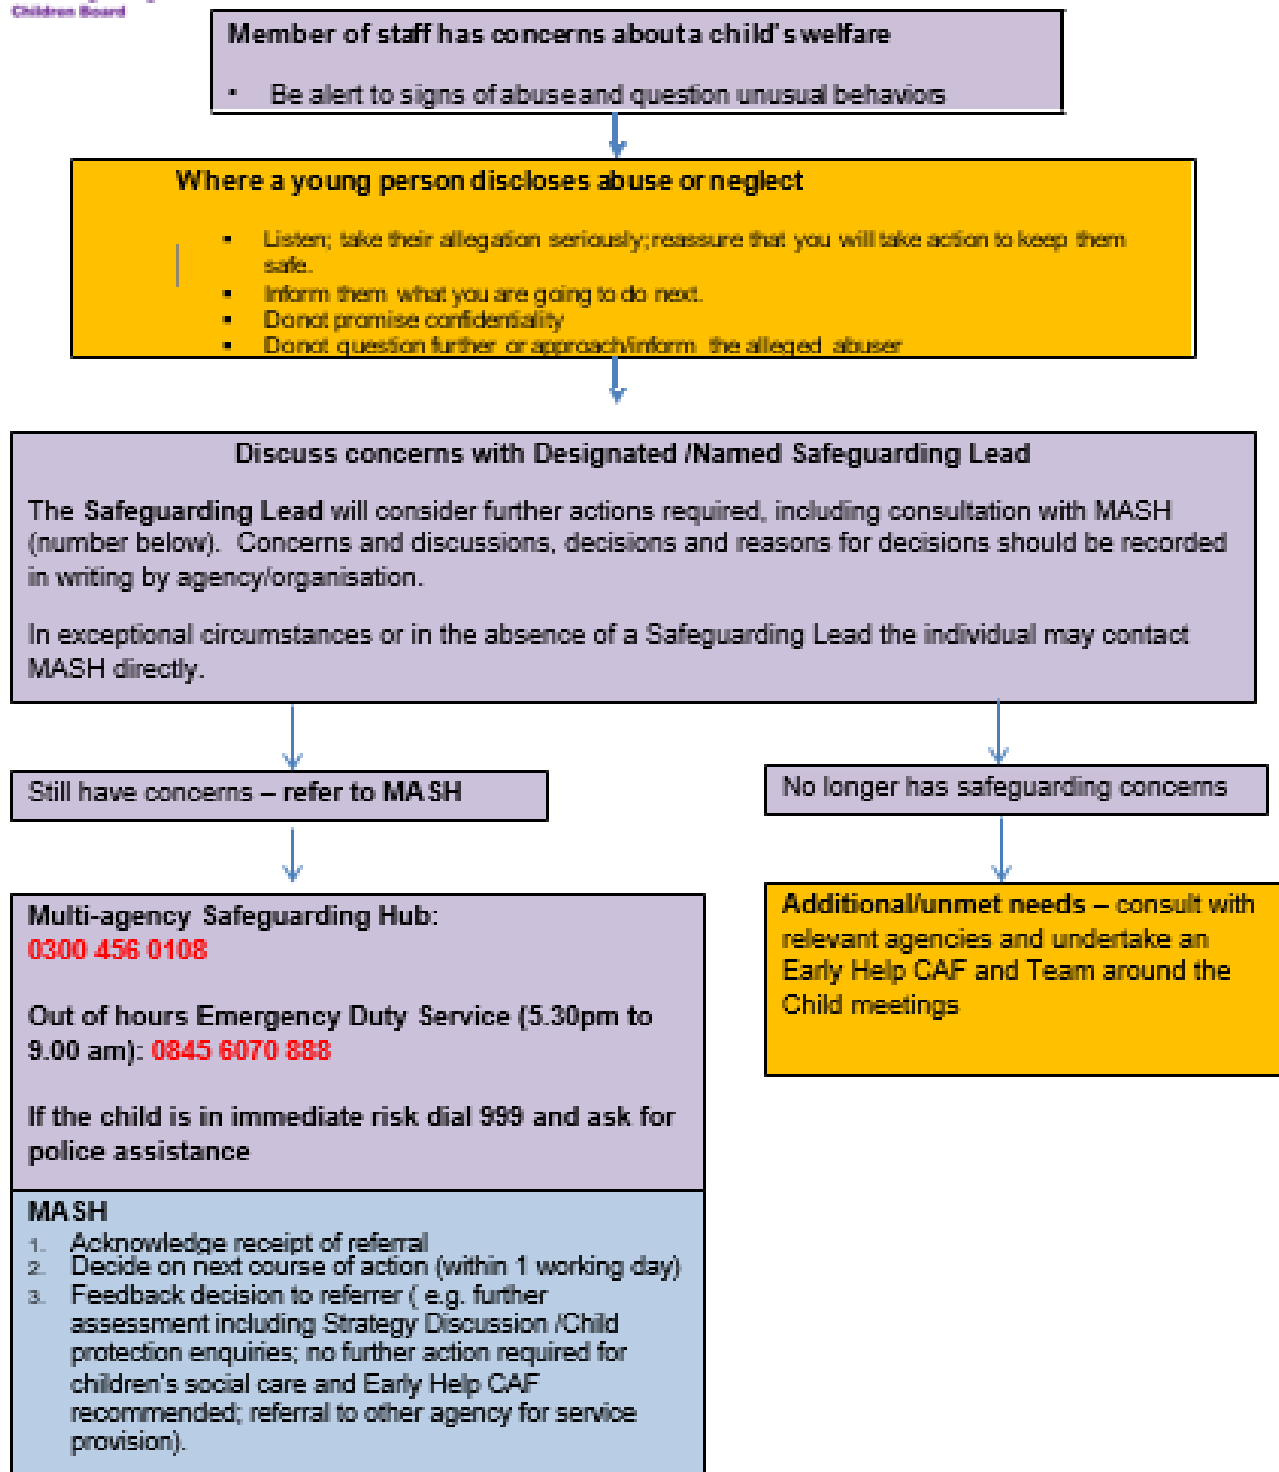 Children Board
Member of staff has concerns about a child's welfare
▪ Be alert to signs of abuse and question unusual behaviors
Where a young person discloses abuse or neglect
▪ Listen; take their allegation seriously; reassure that you will take action to keep them
safe.
▪ Inform them what you are going to do next.
▪ Do not promise confidentiality
▪ Do not question further or approach/inform the alleged abuser
Discuss concerns with Designated /Named Safeguarding Lead
The Safeguarding Lead will consider further actions required, including consultation with MASH
(number below). Concerns and discussions, decisions and reasons for decisions should be recorded
in writing by agency/organisation.
In exceptional circumstances or in the absence of a Safeguarding Lead the individual may contact
MASH directly.
Still have concerns – refer to MASH
No longer has safeguarding concerns
Multi-agency Safeguarding Hub:
0300 456 0108
Out of hours Emergency Duty Service (5.30pm to
9.00 am): 0845 6070 888
If the child is in immediate risk dial 999 and ask for
police assistance
Additional/unmet needs – consult with
relevant agencies and undertake an
Early Help CAF and Team around the
Child meetings
MASH
1. Acknowledge receipt of referral
2. Decide on next course of action (within 1 working day)
3. Feedback decision to referrer ( e.g. further
assessment including Strategy Discussion /Child
protection enquiries; no further action required for
children's social care and Early Help CAF
recommended; referral to other agency for service
provision).